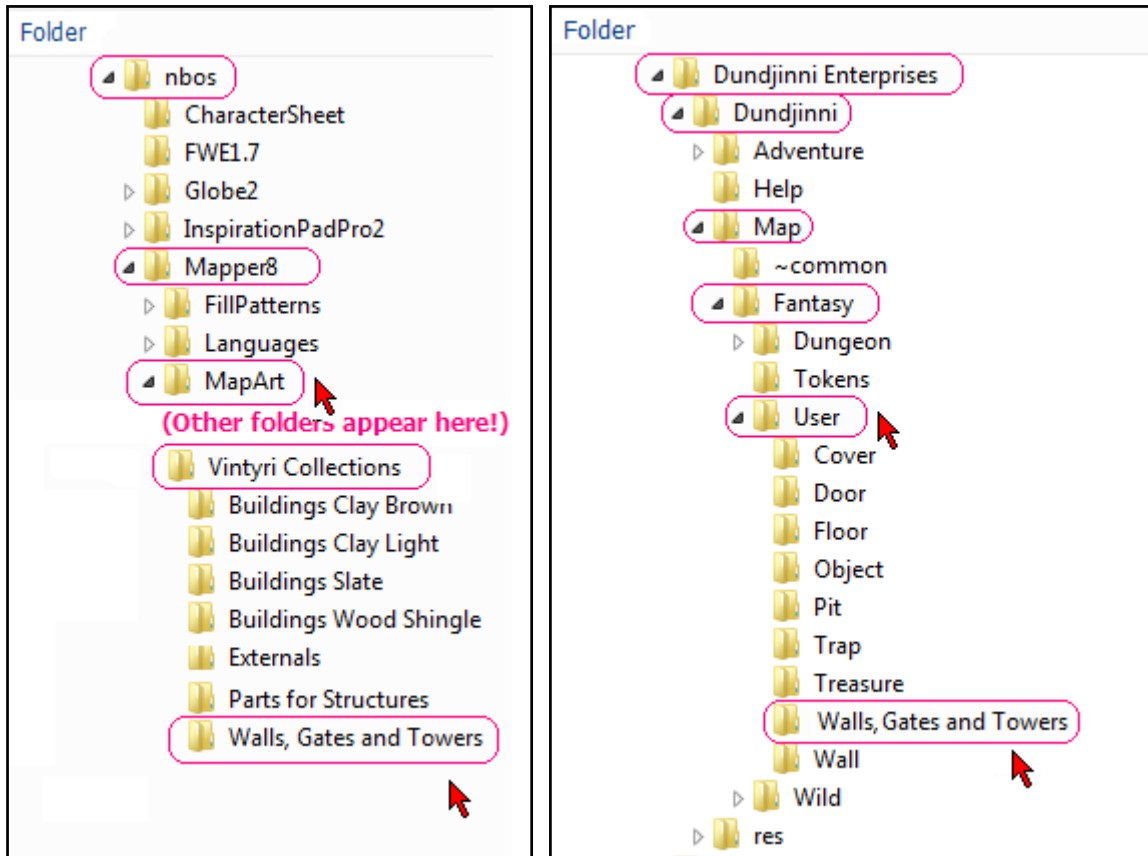 Folder
nbos
CharacterSheet
FWE1.7
Globe2
InspirationPadPro2
Mapper8
FillPatterns
Languages
MapArt
(Other folders appear here!)
Vintyri Collections
Buildings Clay Brown
Buildings Clay Light
Buildings Slate
Buildings Wood Shingle
Externals
Parts for Structures
Walls, Gates and Towers
Folder
Dundjinni Enterprises
Dundjinni
Adventure
Help
Map
~common
Fantasy
Dungeon
Tokens
User
Cover
Door
Floor
Object
Pit
Trap
Treasure
Walls, Gates and Towers
Wall
Wild
res